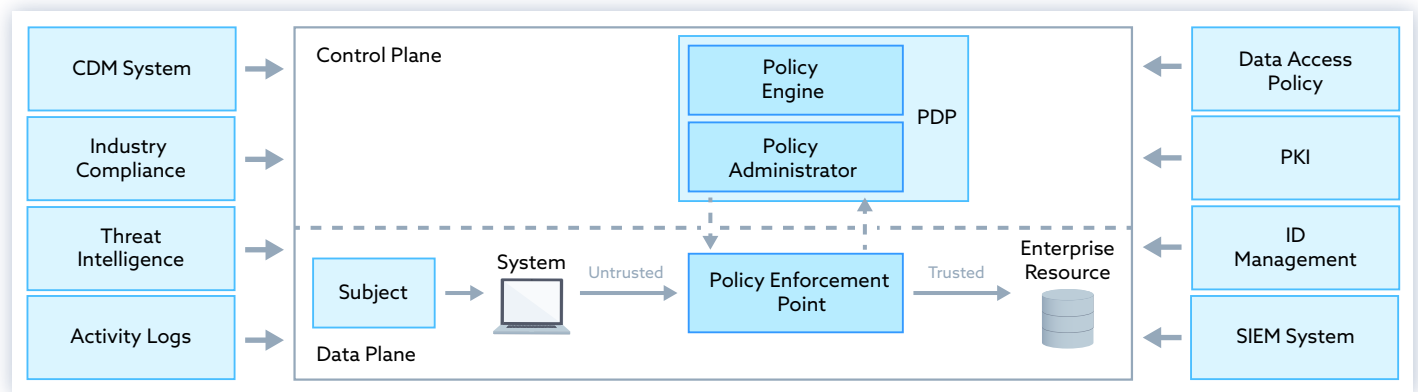 CDM System
Industry
Compliance
Threat
Intelligence
Activity Logs
Control Plane
Policy
Engine
Policy
Administrator
PDP
Subject
System
Untrusted
Policy Enforcement
Point
Trusted
Enterprise
Resource
Data Plane
Data Access
Policy
PKI
ID
Management
SIEM System